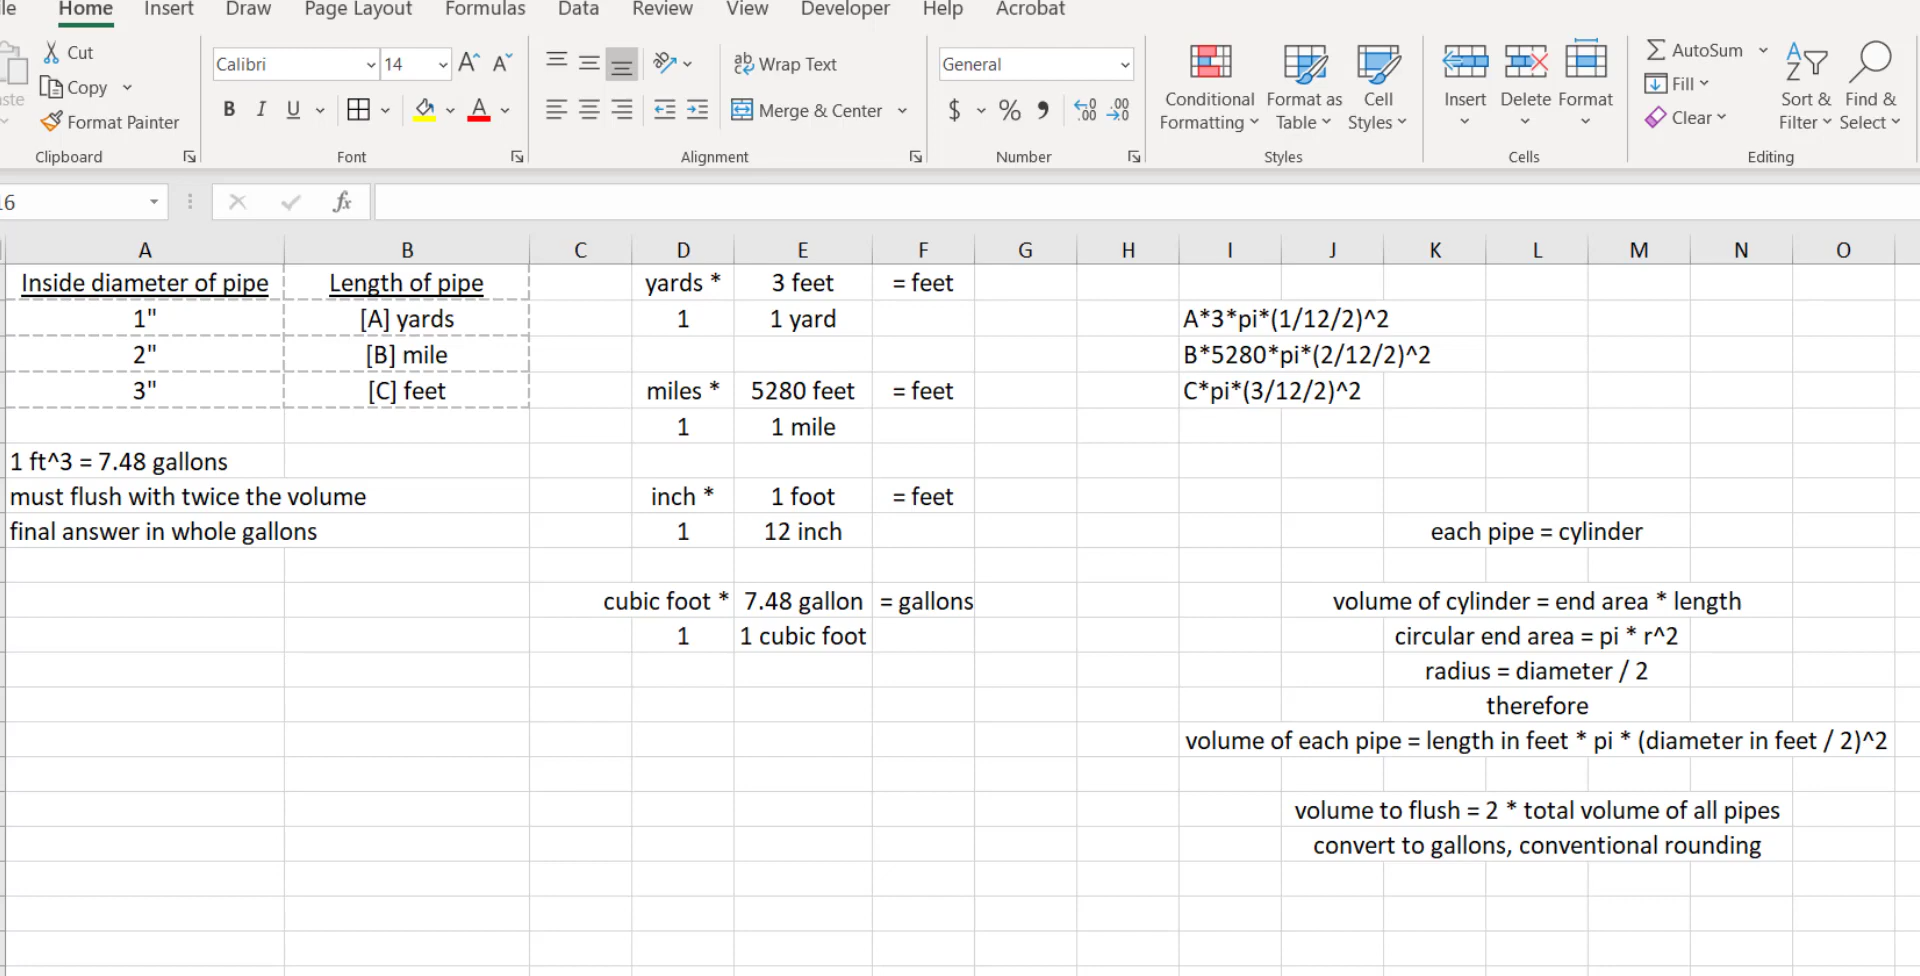 Home Insert Draw Page Layout Formulas Data Review View Developer Help Acrobat
Cut
Copy
Format Painter
Clipboard
Calibri 14
B I U
Font
Wrap Text
Merge & Center
Alignment
General
$ % ,
Number
Conditional Formatting
Format as Table
Cell Styles
Styles
Insert Delete Format
Cells
AutoSum
Fill
Clear
Sort & Filter
Find & Select
Editing
fx
A B C D E F G H I J K L M N O
Inside diameter of pipe Length of pipe yards * 3 feet = feet
1" [A] yards 1 1 yard A*3*pi*(1/12/2)^2
2" [B] mile B*5280*pi*(2/12/2)^2
3" [C] feet miles * 5280 feet = feet C*pi*(3/12/2)^2
1 1 mile
1 ft^3 = 7.48 gallons
must flush with twice the volume inch * 1 foot = feet
final answer in whole gallons 1 12 inch each pipe = cylinder
cubic foot * 7.48 gallon = gallons volume of cylinder = end area * length
1 1 cubic foot circular end area = pi * r^2
radius = diameter / 2
therefore
volume of each pipe = length in feet * pi * (diameter in feet / 2)^2
volume to flush = 2 * total volume of all pipes
convert to gallons, conventional rounding